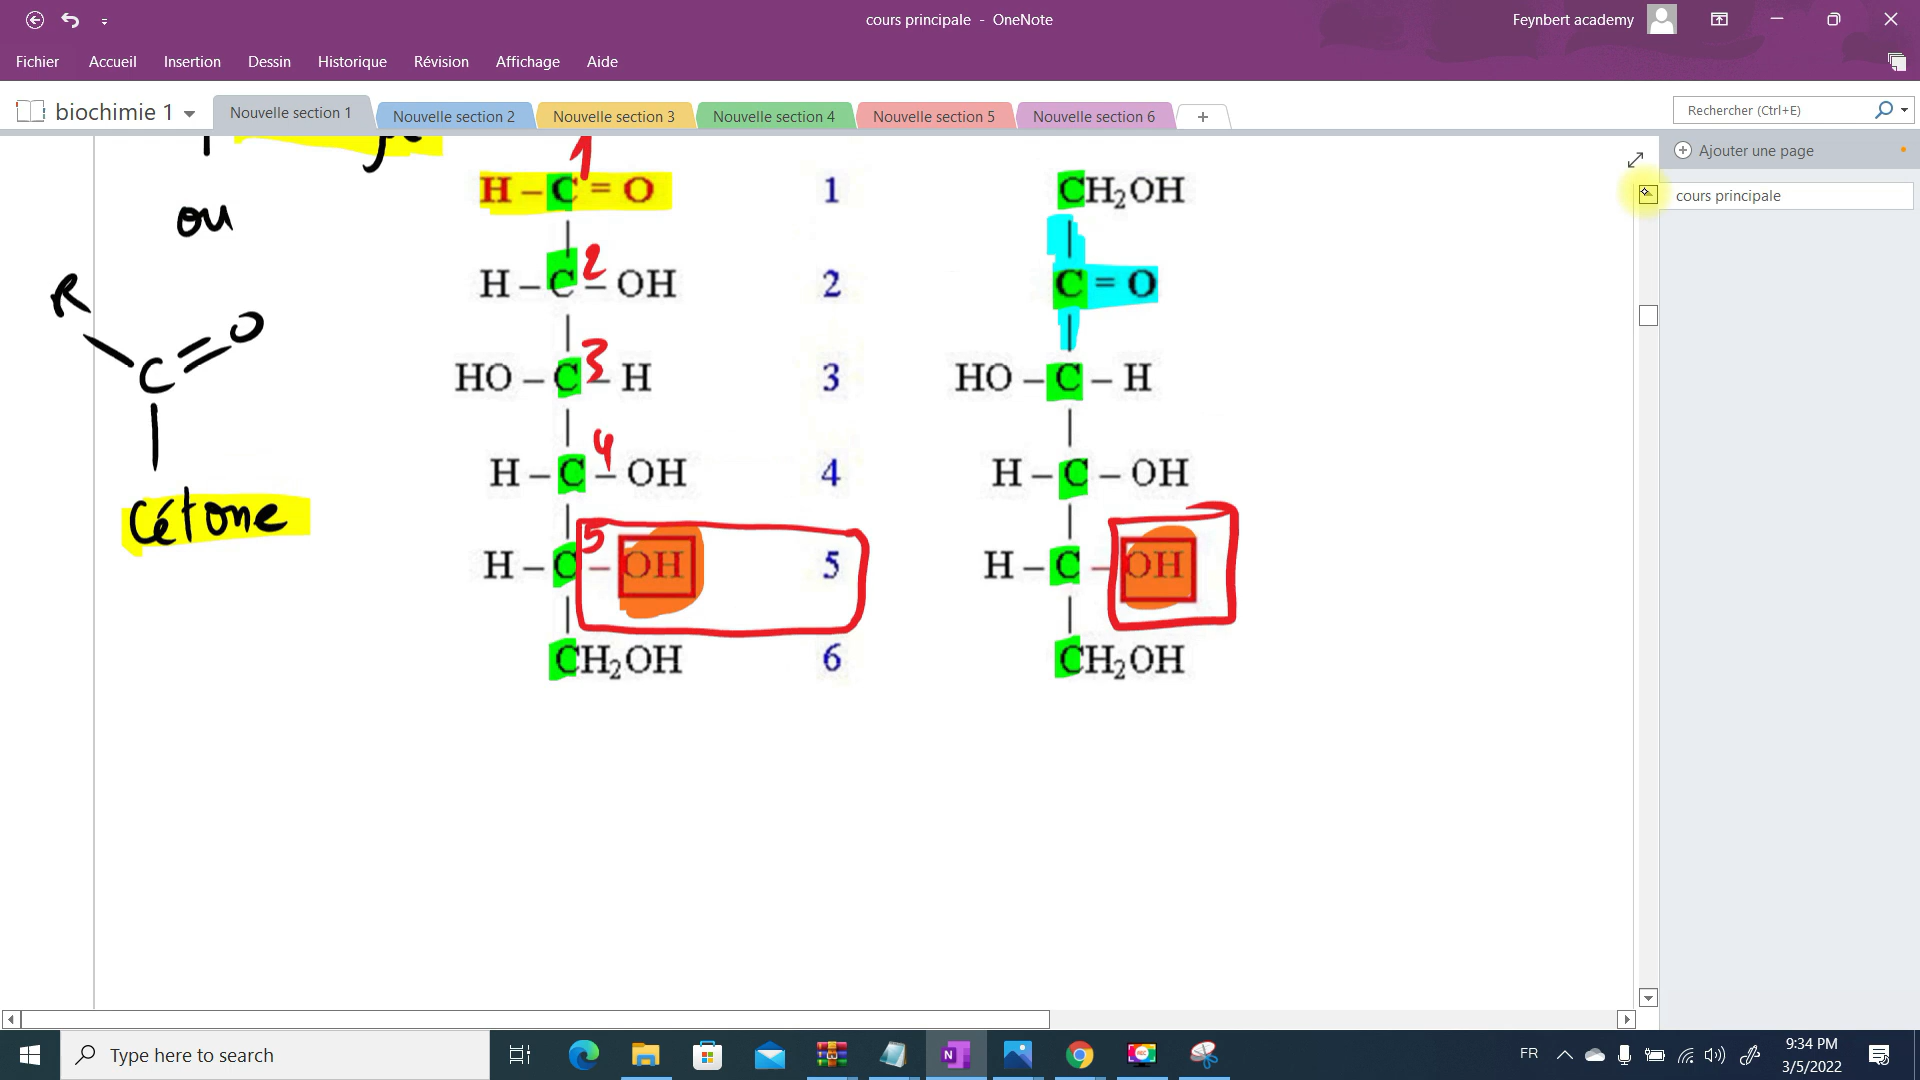 cours principale - OneNote
Feynbert academy
Fichier Accueil Insertion Dessin Historique Révision Affichage Aide
biochimie 1
Nouvelle section 1 Nouvelle section 2 Nouvelle section 3 Nouvelle section 4 Nouvelle section 5 Nouvelle section 6 +
Rechercher (Ctrl+E)
Ajouter une page
cours principale
ou
R
C
O
Cétone
1
H – C = O 1 CH₂OH
2
H – C – OH 2 C = O
3
HO – C – H 3 HO – C – H
4
H – C – OH 4 H – C – OH
5
H – C – OH 5 H – C – OH
CH₂OH 6 CH₂OH
Type here to search
FR
9:34 PM
3/5/2022